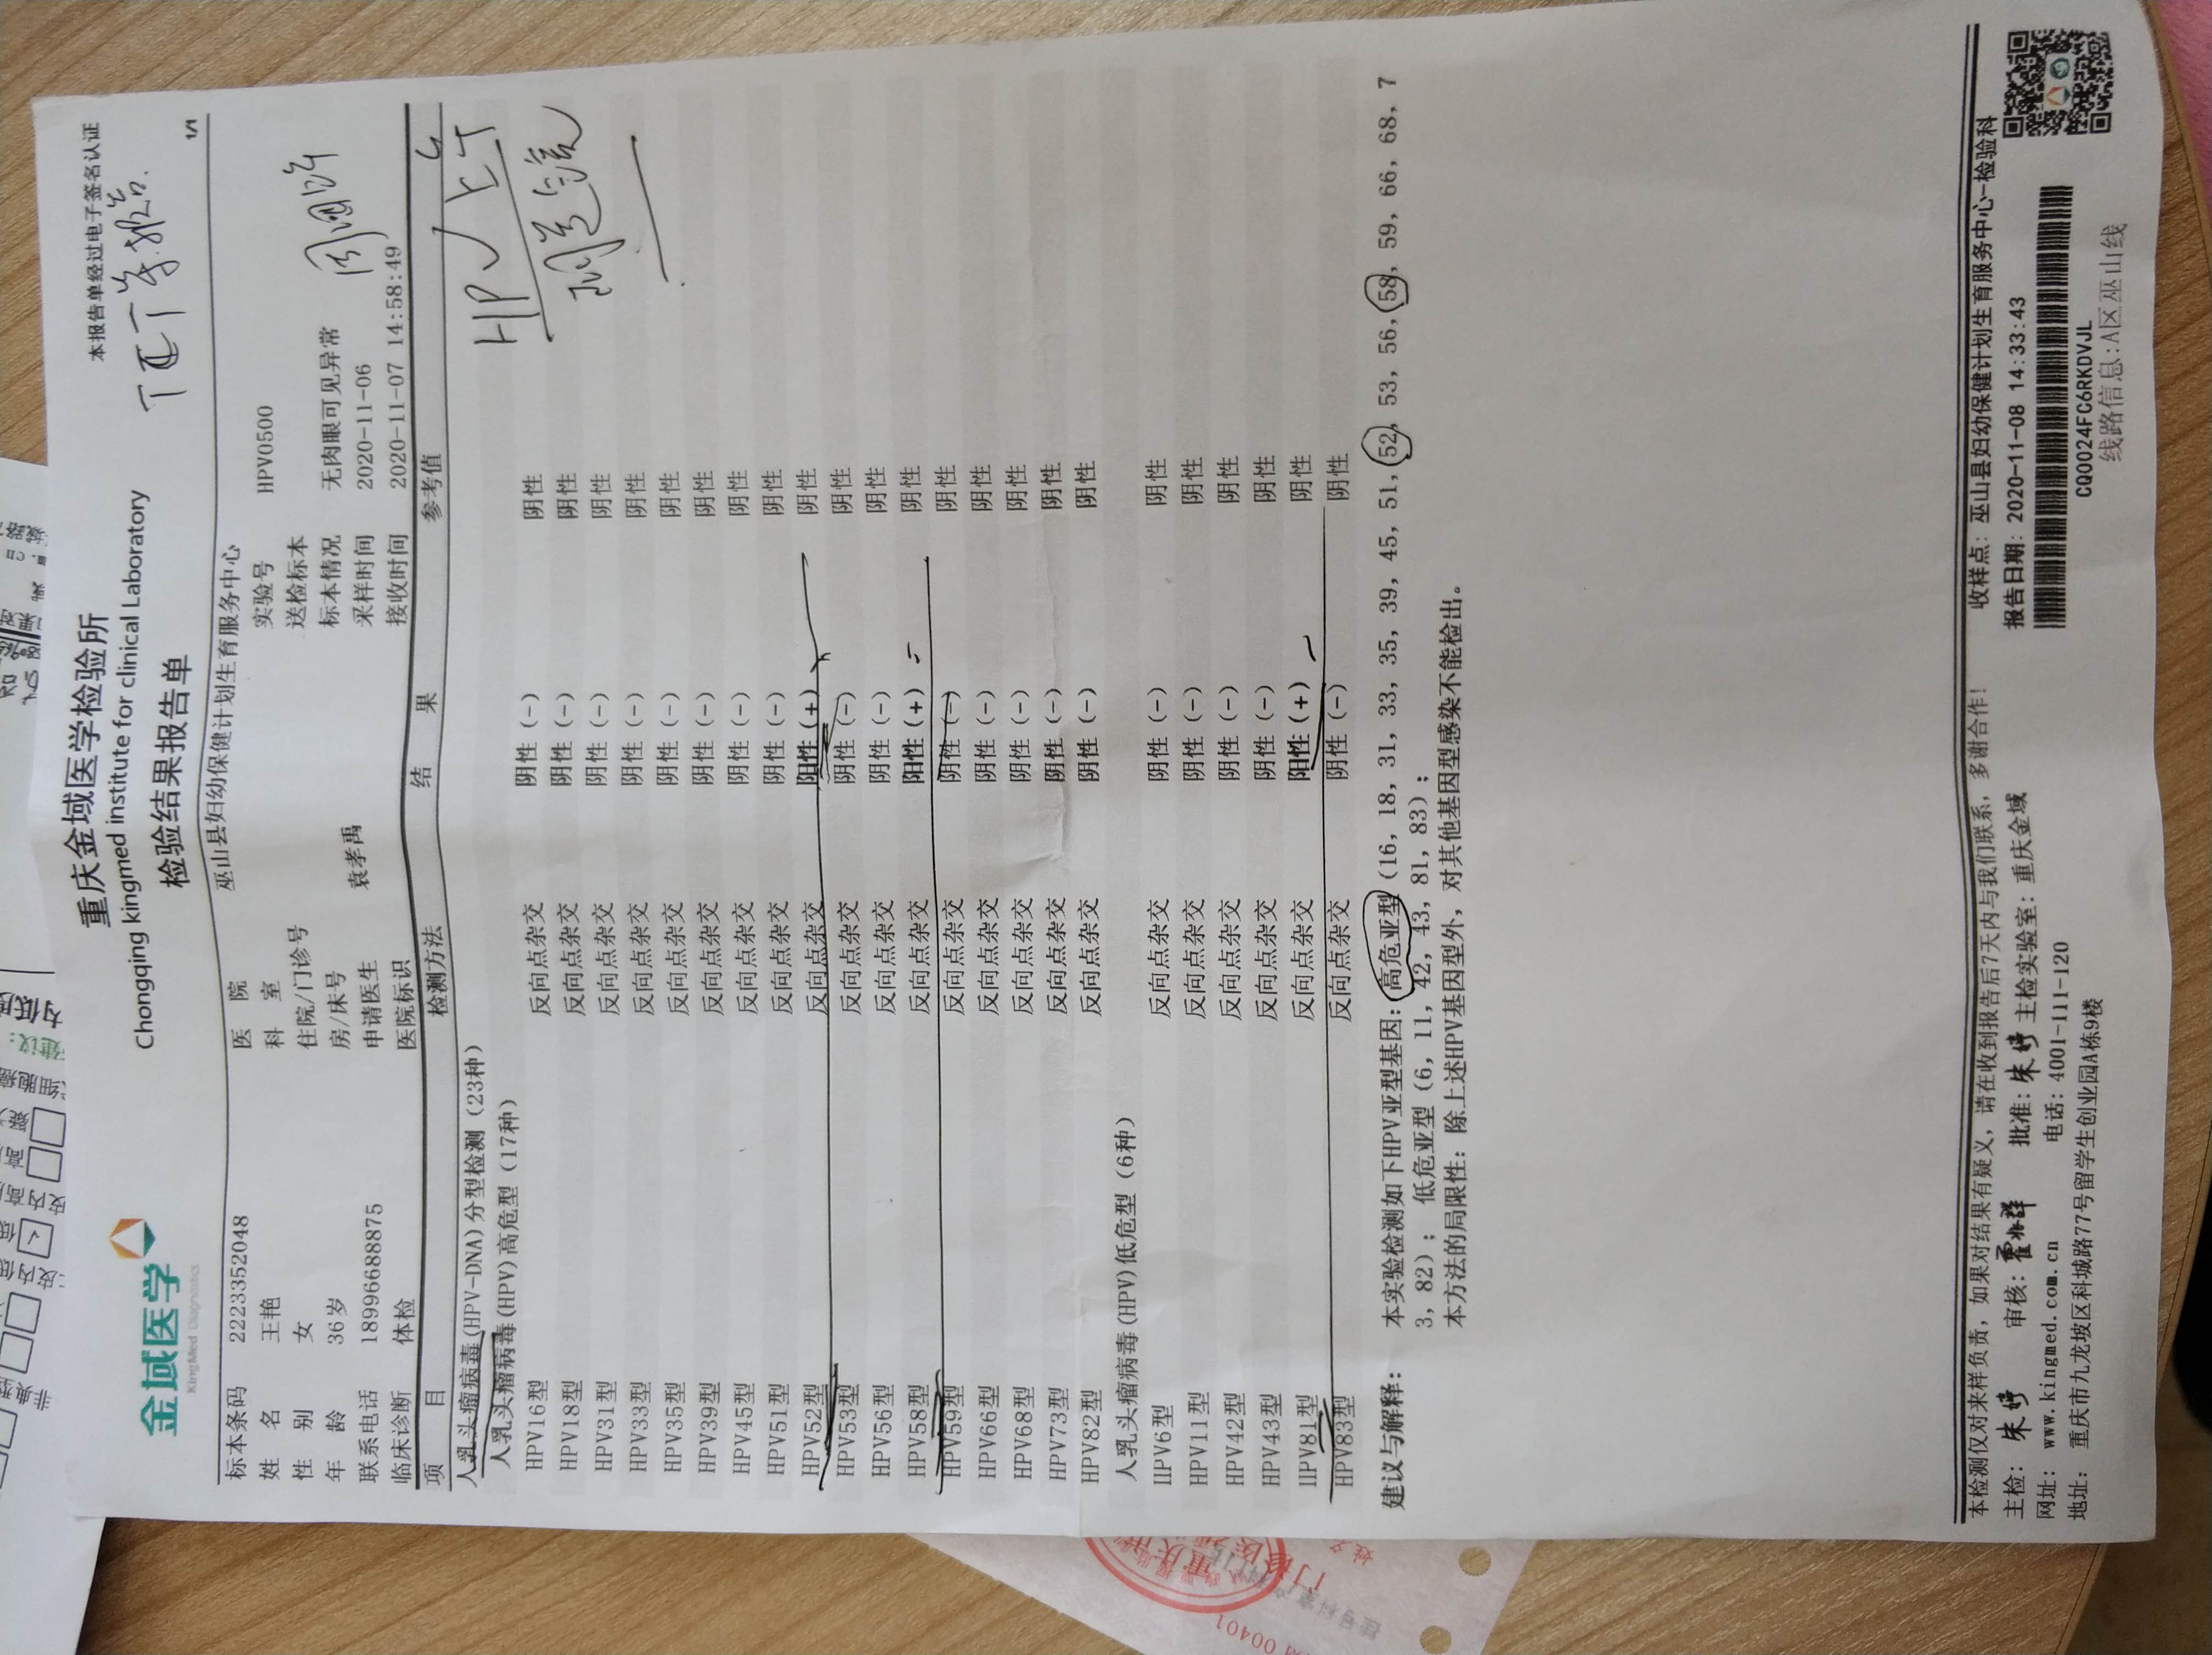 重庆金域医学检验所
Chongqing kingmed institute for clinical Laboratory
检验结果报告单
金域医学
KingMed Diagnostics
本报告单经过电子签名认证
1/1
标本条码 2223352048 医 院 巫山县妇幼保健计划生育服务中心
姓 名 王艳 科 室 实验号 HPV0500
性 别 女 住院/门诊号 送检标本
年 龄 36岁 房/床号 标本情况 无肉眼可见异常
联系电话 18996688875 申请医生 袁孝禹 采样时间 2020-11-06
临床诊断 体检 医院标识 接收时间 2020-11-07 14:58:49
项 目 检测方法 结 果 参考值
人乳头瘤病毒(HPV-DNA)分型检测（23种）
HPV
阴道镜
人乳头瘤病毒(HPV)高危型（17种）
HPV16型 反向点杂交 阴性（-） 阴性
HPV18型 反向点杂交 阴性（-） 阴性
HPV31型 反向点杂交 阴性（-） 阴性
HPV33型 反向点杂交 阴性（-） 阴性
HPV35型 反向点杂交 阴性（-） 阴性
HPV39型 反向点杂交 阴性（-） 阴性
HPV45型 反向点杂交 阴性（-） 阴性
HPV51型 反向点杂交 阴性（-） 阴性
HPV52型 反向点杂交 阳性（+） 阴性
HPV53型 反向点杂交 阴性（-） 阴性
HPV56型 反向点杂交 阴性（-） 阴性
HPV58型 反向点杂交 阳性（+） 阴性
HPV59型 反向点杂交 阴性（-） 阴性
HPV66型 反向点杂交 阴性（-） 阴性
HPV68型 反向点杂交 阴性（-） 阴性
HPV73型 反向点杂交 阴性（-） 阴性
HPV82型 反向点杂交 阴性（-） 阴性
人乳头瘤病毒(HPV)低危型（6种）
HPV6型 反向点杂交 阴性（-） 阴性
HPV11型 反向点杂交 阴性（-） 阴性
HPV42型 反向点杂交 阴性（-） 阴性
HPV43型 反向点杂交 阴性（-） 阴性
HPV81型 反向点杂交 阳性（+） 阴性
HPV83型 反向点杂交 阴性（-） 阴性
建议与解释： 本实验检测如下HPV亚型基因：高危亚型（16，18，31，33，35，39，45，51，52，53，56，58，59，66，68，7
3，82）； 低危亚型（6，11，42，43，81，83）；
本方法的局限性：除上述HPV基因型外，对其他基因型感染不能检出。
本检测仅对来样负责，如果对结果有疑义，请在收到报告后7天内与我们联系，多谢合作！ 收样点：巫山县妇幼保健计划生育服务中心-检验科
主检：朱婷 审核： 批准：朱婷 主检实验室：重庆金域 报告日期：2020-11-08 14:33:43
网址：www.kingmed.com.cn 电话：4001-111-120
CQ0024FC6RKDVJL
地址：重庆市九龙坡区科城路77号留学生创业园A栋9楼
线路信息:A区巫山线